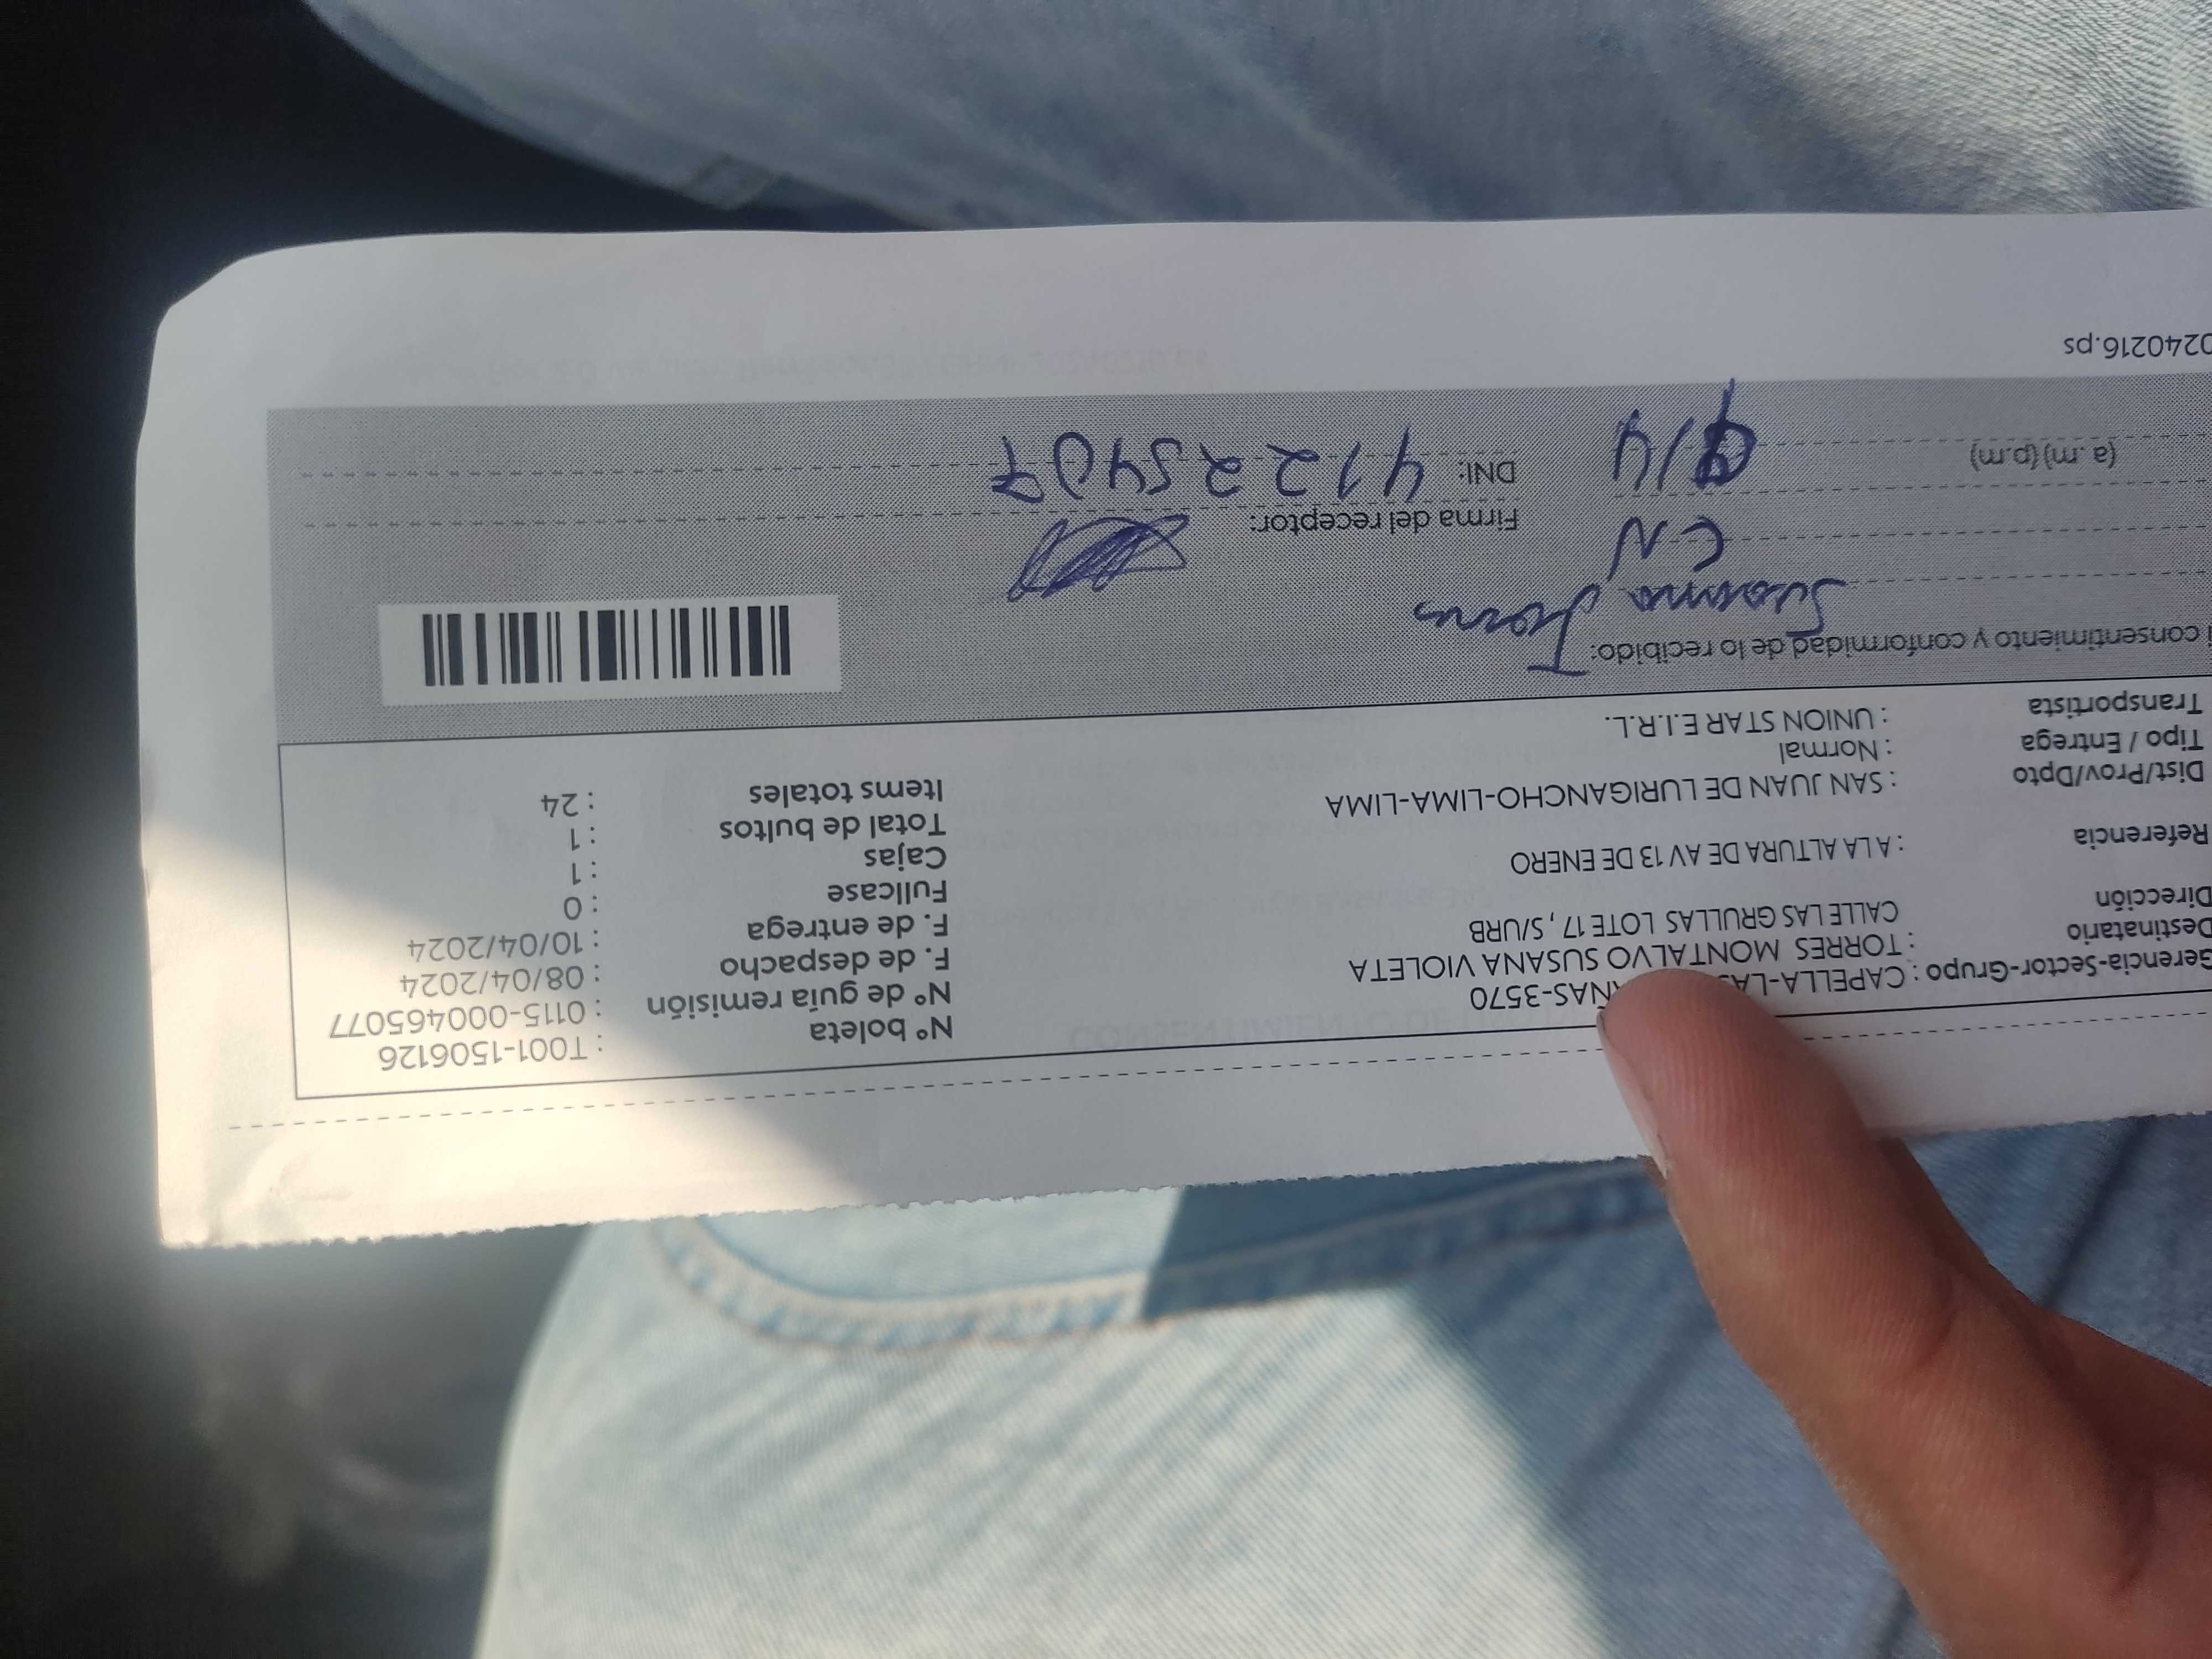 Nº boleta : T001-1506126
Nº de guía remisión : 0115-000465077
F. de despacho : 08/04/2024
F. de entrega : 10/04/2024
Fullcase : 0
Cajas : 1
Total de bultos : 1
Items totales : 24
Gerencia-Sector-Grupo : CAPELLA-LAS AÑAS-3570
Destinatario : TORRES MONTALVO SUSANA VIOLETA
Dirección CALLE LAS GRULLAS LOTE 17, S/URB
Referencia : A LA ALTURA DE AV 13 DE ENERO
Dist/Prov/Dpto : SAN JUAN DE LURIGANCHO-LIMA-LIMA
Tipo / Entrega : Normal
Transportista : UNION STAR E.I.R.L.
consentimiento y conformidad de lo recibido:
Susana Torres
CN
Firma del receptor:
(a.m)(p.m) 9/4
DNI: 41225407
0240216.ps